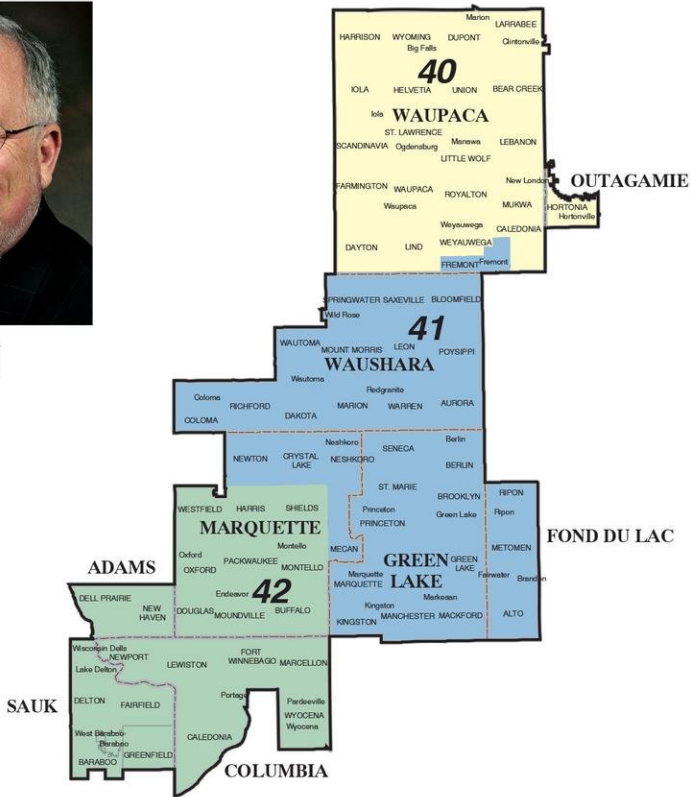 Marion
LARRABEE
HARRISON WYOMING DUPONT
Clintonville
Big Falls
40
IOLA HELVETIA UNION BEAR CREEK
Iola WAUPACA
ST. LAWRENCE
SCANDINAVIA Ogdensburg Manawa LEBANON
LITTLE WOLF
New London OUTAGAMIE
FARMINGTON WAUPACA ROYALTON
Waupaca MUKWA HORTONIA
Hortonville
Weyauwega CALEDONIA
DAYTON LIND WEYAUWEGA
FREMONT Fremont
SPRINGWATER SAXEVILLE BLOOMFIELD
Wild Rose
41
WAUTOMA MOUNT MORRIS LEON POYSIPPI
WAUSHARA
Wautoma
Redgranite
Coloma RICHFORD MARION WARREN AURORA
COLOMA DAKOTA
Neshkoro Berlin
NEWTON CRYSTAL LAKE NESHKORO SENECA
BERLIN
ST. MARIE
BROOKLYN RIPON
WESTFIELD HARRIS SHIELDS Princeton Green Lake Ripon
MARQUETTE PRINCETON
FOND DU LAC
Montello MECAN METOMEN
Oxford PACKWAUKEE GREEN LAKE GREEN LAKE
OXFORD MONTELLO Marquette Fairwater Brandon
ADAMS MARQUETTE
Endeavor 42 Markesan
DELL PRAIRIE Kingston
NEW HAVEN DOUGLAS MOUNDVILLE BUFFALO KINGSTON MANCHESTER MACKFORD ALTO
Wisconsin Dells
NEWPORT LEWISTON FORT WINNEBAGO MARCELLON
Lake Delton
SAUK DELTON FAIRFIELD Portage Pardeeville
WYOCENA
Wyocena
West Baraboo
Baraboo CALEDONIA
BARABOO GREENFIELD
COLUMBIA